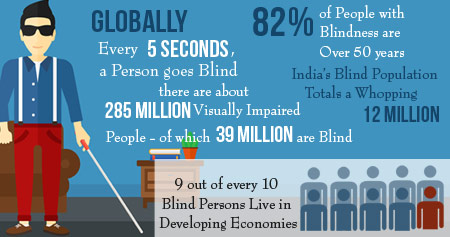 GLOBALLY
Every 5 SECONDS,
a Person goes Blind
there are about
285 MILLION Visually Impaired
People - of which 39 MILLION are Blind
82% of People with
Blindness are
Over 50 years
India's Blind Population
Totals a Whopping
12 MILLION
9 out of every 10
Blind Persons Live in
Developing Economies